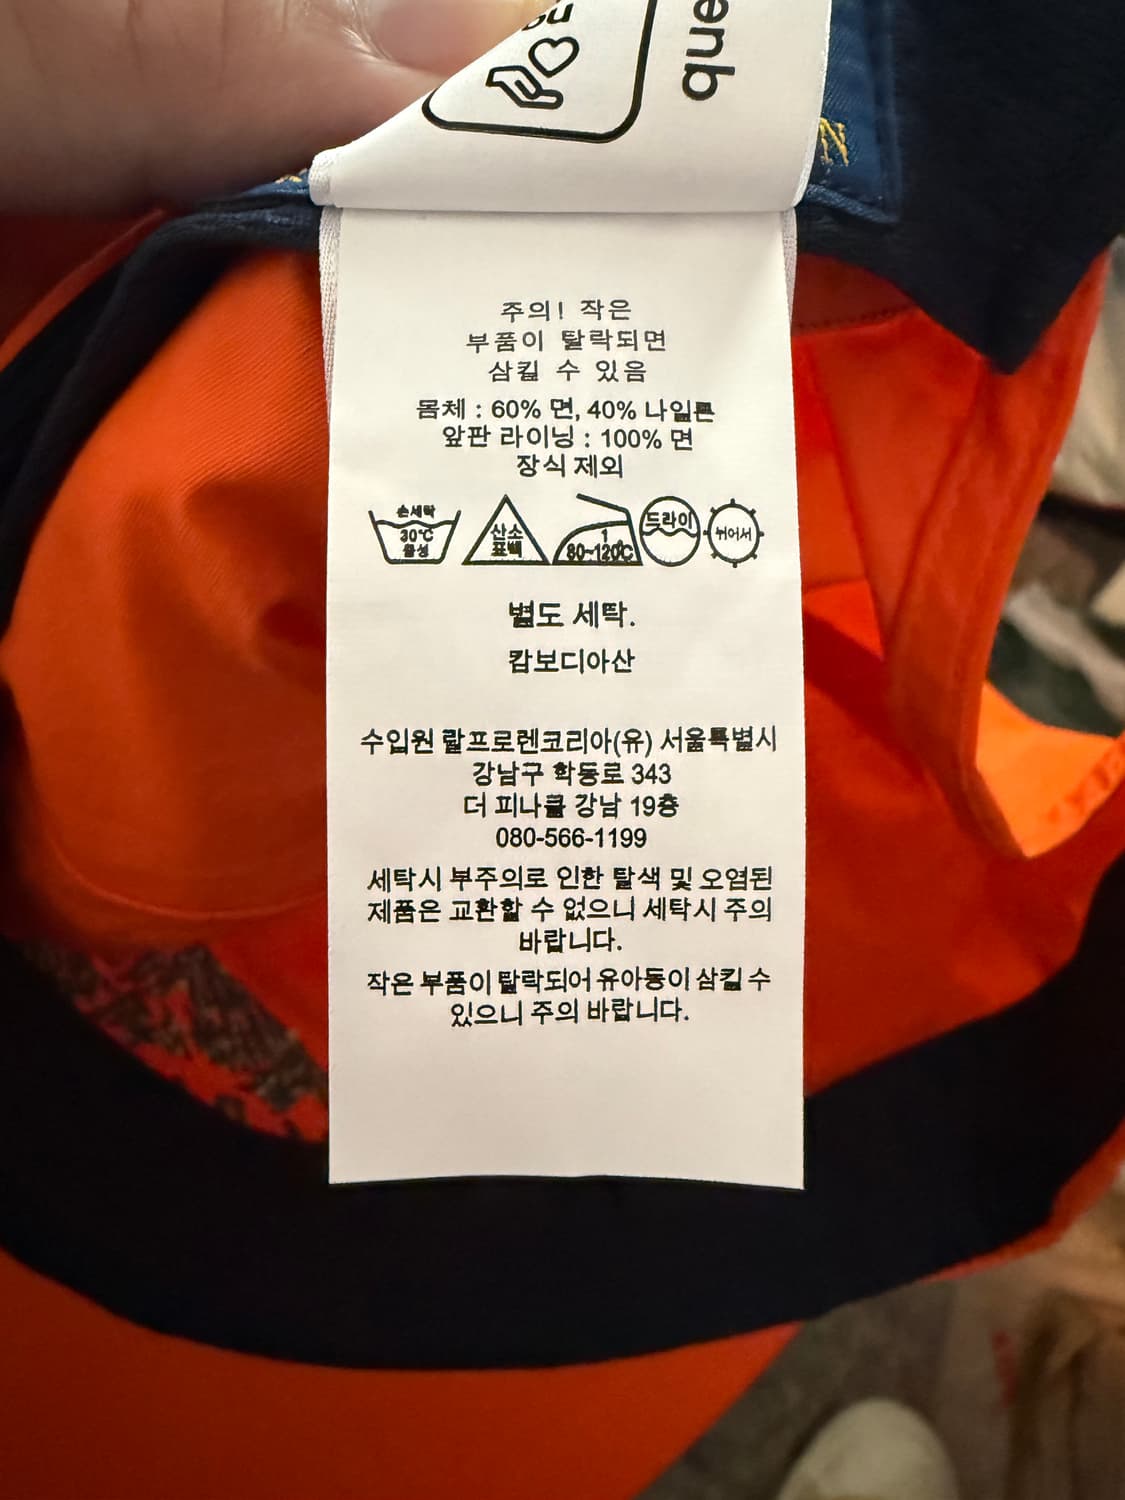 que
주의! 작은
부품이 탈락되면
삼킬 수 있음
몸체 : 60% 면, 40% 나일론
앞판 라이닝 : 100% 면
장식 제외
손세탁
30°C
중성
산소
표백
1
80~120°C
드라이
뉘어서
별도 세탁.
캄보디아산
수입원 랄프로렌코리아(유) 서울특별시
강남구 학동로 343
더 피나클 강남 19층
080-566-1199
세탁시 부주의로 인한 탈색 및 오염된
제품은 교환할 수 없으니 세탁시 주의
바랍니다.
작은 부품이 탈락되어 유아동이 삼킬 수
있으니 주의 바랍니다.